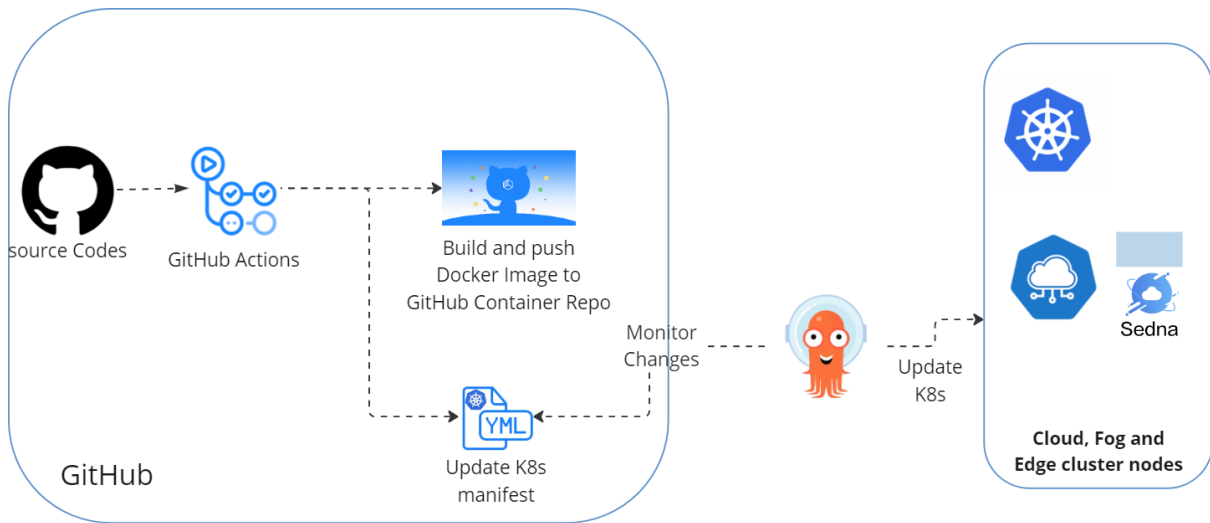 source Codes
GitHub Actions
Build and push
Docker Image to
GitHub Container Repo
Monitor
Changes
YML
Update K8s
manifest
GitHub
Update
K8s
Sedna
Cloud, Fog and
Edge cluster nodes